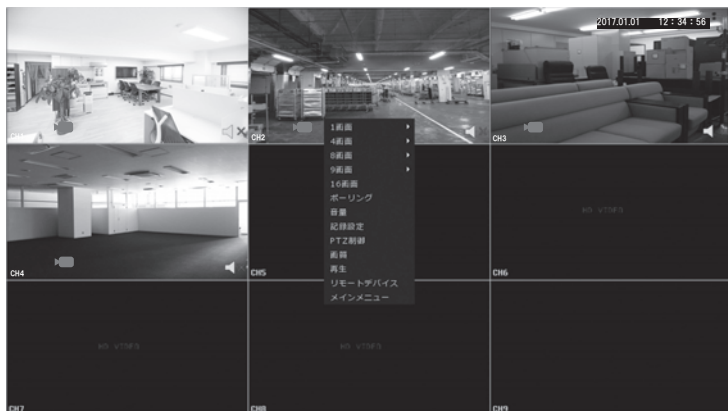 2017.01.01 12：34：56
CH2
CH3
1画面
4画面
8画面
9画面
16画面
ポーリング
音量
記録設定
PTZ制御
画質
再生
リモートデバイス
メインメニュー
CH4
CH5
CH6
CH7
CH8
CH9